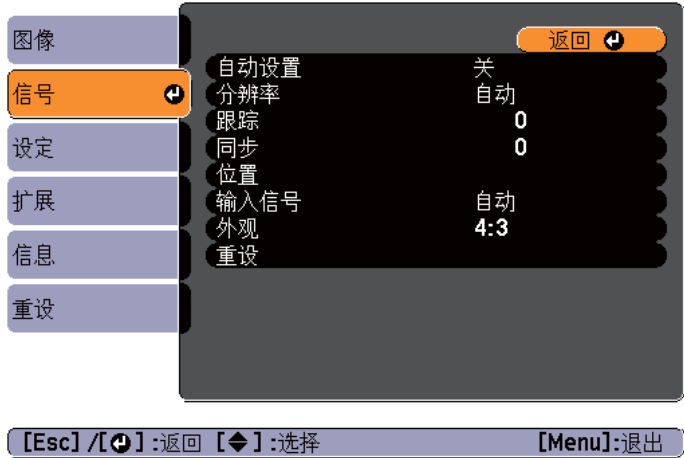 图像
信号
设定
扩展
信息
重设
返回
自动设置 关
分辨率 自动
跟踪 0
同步 0
位置
输入信号 自动
外观 4:3
重设
[Esc] /[ ] :返回 [ ] :选择 [Menu]:退出